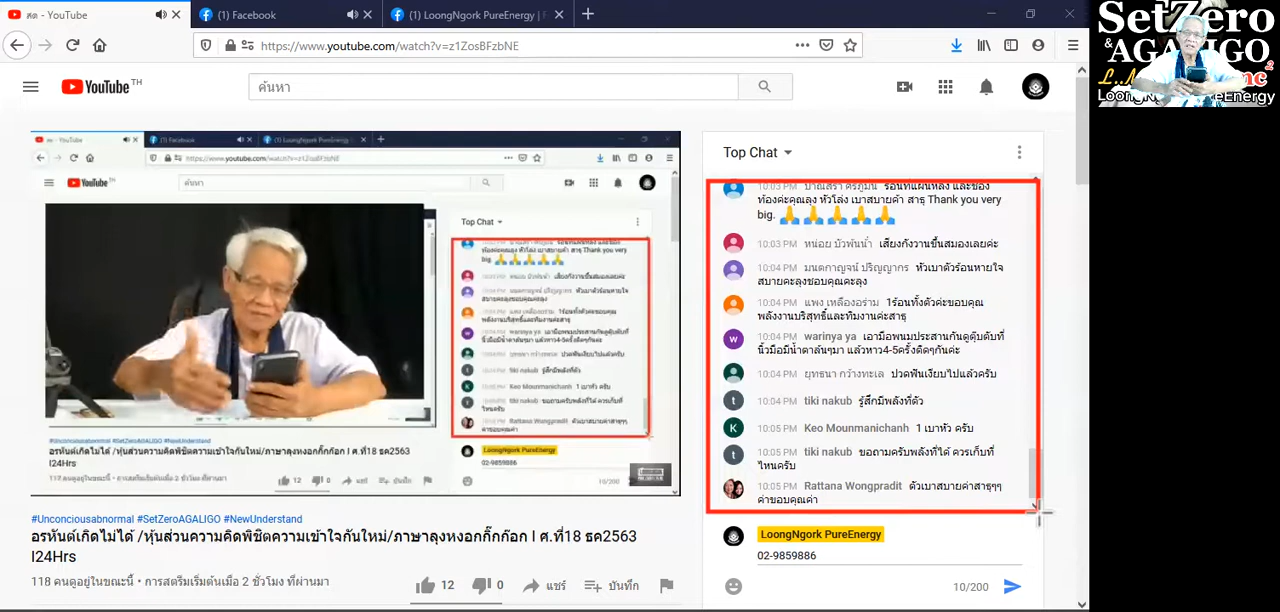 สด - YouTube
(1) Facebook
(1) LoongNgork PureEnergy | F
https://www.youtube.com/watch?v=z1ZosBFzbNE
SetZero
& AGALIGO
LoongNgork PureEnergy
YouTube TH
ค้นหา
Top Chat
10:03 PM ปาณิสรา ศรภูมิน ร้อนที่แผ่นหลัง และช่อง
ท้องค่ะคุณลุง หัวโล่ง เบาสบายค้า สาธุ Thank you very
big. 🙏🙏🙏🙏🙏
10:03 PM หน่อย บัวพันน้ำ เสียงกังวานขึ้นสมองเลยค่ะ
10:04 PM มนตกาญจน์ ปริญญากร หัวเบาตัวร้อนหายใจ
สบายคะลุงขอบคุณคะลุง
10:04 PM แพง เหลืองอร่าม 1ร้อนทั้งตัวค่ะขอบคุณ
พลังงานบริสุทธิ์และทีมงานค่ะสาธุ
warinya ya เอามือพนมประสานกันดูตุ๊บตับที่
นิ้วมือมีน้ำตาล้นๆมา แล้วหาว4-5ครั้งติดๆกันค่ะ
10:04 PM ยุทธนา กว้างทะเล ปวดฟันเงียบไปแล้วครับ
10:04 PM tiki nakub รู้สึกมีพลังที่ตัว
Keo Mounmanichanh 1 เบาหัว ครับ
10:05 PM tiki nakub ขอถามครับพลังที่ได้ ควรเก็บที่
ไหนครับ
10:05 PM Rattana Wongpradit ตัวเบาสบายค่าสาธุๆๆ
ค่าขอบคุณค่า
LoongNgork PureEnergy
02-9859886
10/200
#Unconciousabnormal #SetZeroAGALIGO #NewUnderstand
อรหันต์เกิดไม่ได้ /หุ้นส่วนความคิดพิชิตความเข้าใจกันใหม่/ภาษาลุงหงอกกิ๊กก๊อก I ศ.ที่18 ธค2563
I24Hrs
118 คนดูอยู่ในขณะนี้ • การสตรีมเริ่มต้นเมื่อ 2 ชั่วโมง ที่ผ่านมา
12
0
แชร์
บันทึก